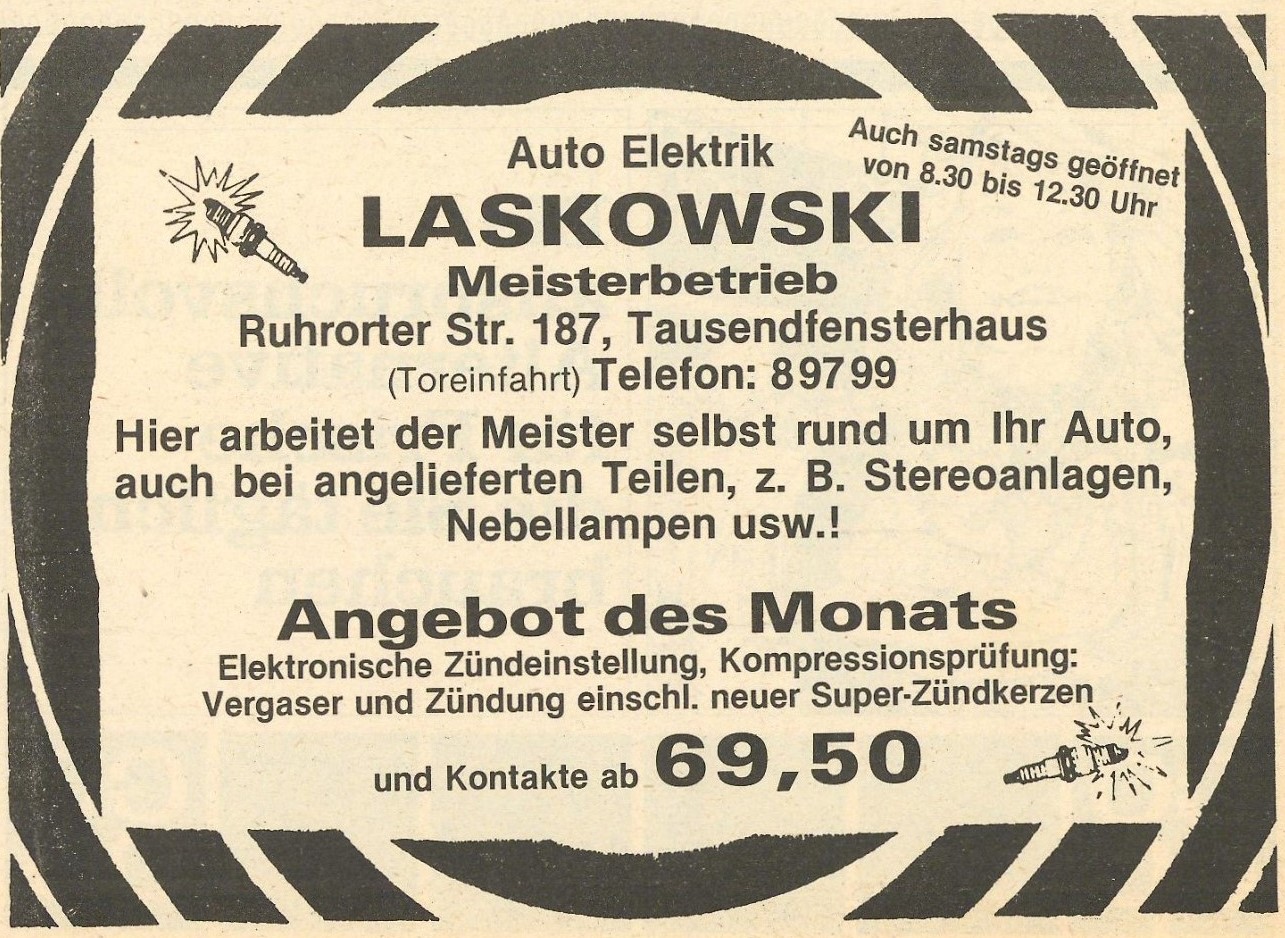 Auto Elektrik
Auch samstags geöffnet
von 8.30 bis 12.30 Uhr
LASKOWSKI
Meisterbetrieb
Ruhrorter Str. 187, Tausendfensterhaus
(Toreinfahrt) Telefon: 89799
Hier arbeitet der Meister selbst rund um Ihr Auto,
auch bei angelieferten Teilen, z. B. Stereoanlagen,
Nebellampen usw.!
Angebot des Monats
Elektronische Zündeinstellung, Kompressionsprüfung:
Vergaser und Zündung einschl. neuer Super-Zündkerzen
und Kontakte ab 69,50